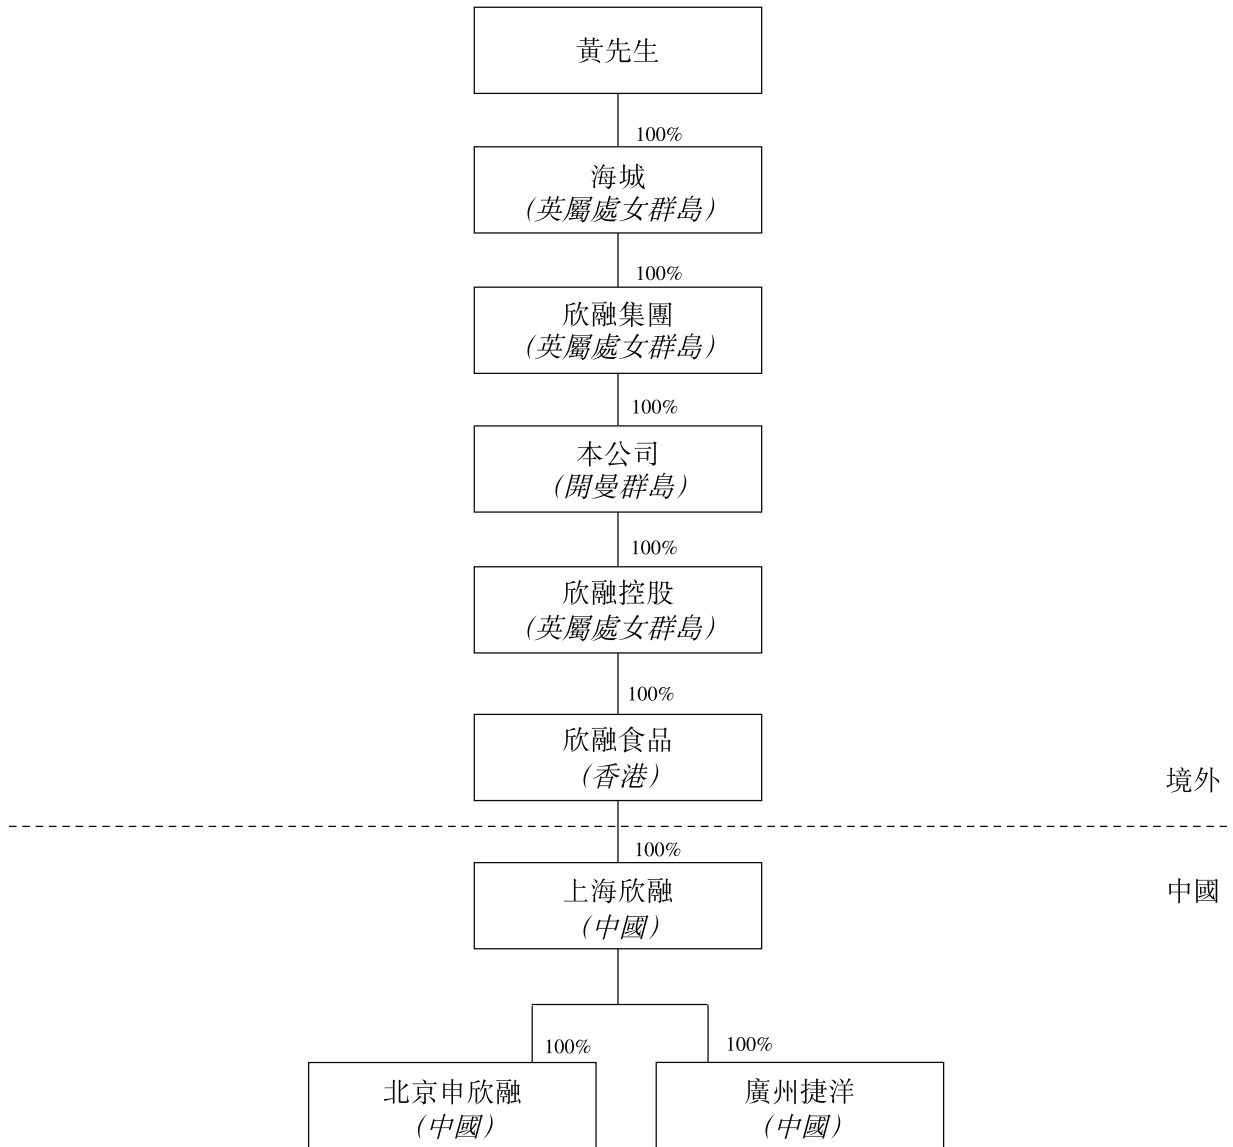 黃先生
100%
海城
(英屬處女群島)
100%
欣融集團
(英屬處女群島)
100%
本公司
(開曼群島)
100%
欣融控股
(英屬處女群島)
100%
欣融食品
(香港)
境外
100%
上海欣融
(中國)
中國
100%
100%
北京申欣融
(中國)
廣州捷洋
(中國)